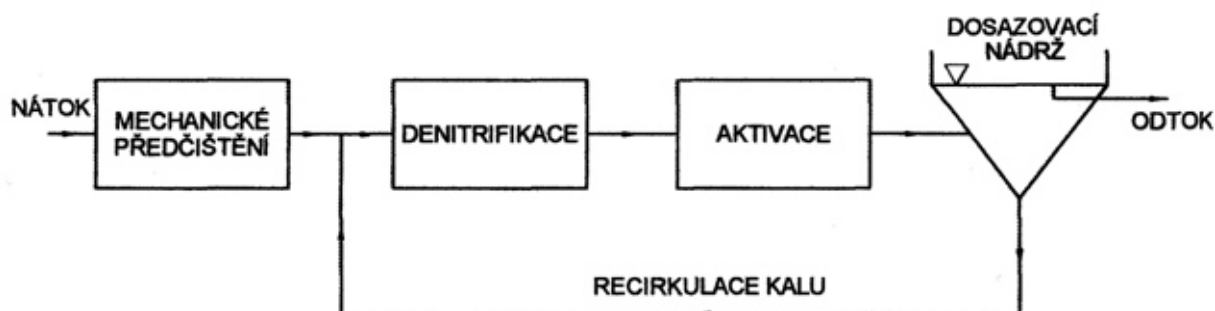 DOSAZOVACÍ
NÁDRŽ
NÁTOK
MECHANICKÉ
PŘEDČIŠTĚNÍ
DENITRIFIKACE
AKTIVACE
ODTOK
RECIRKULACE KALU